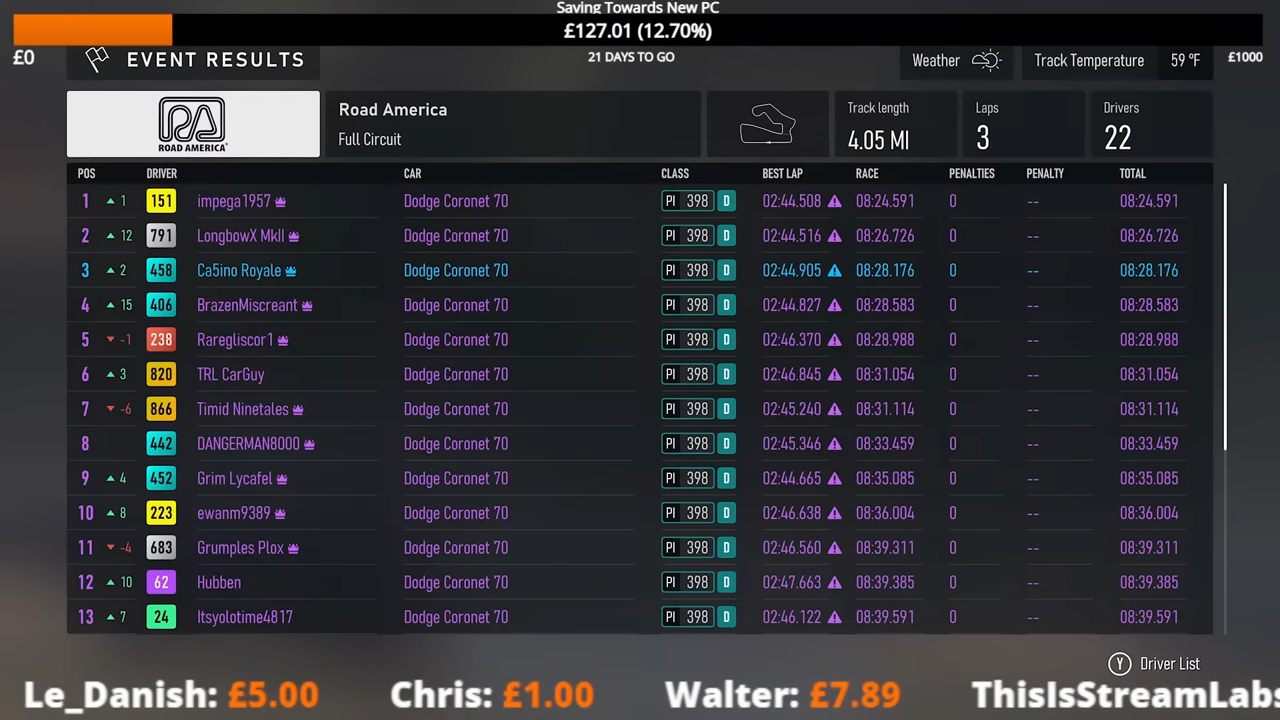 Saving Towards New PC
£127.01 (12.70%)
£0
21 DAYS TO GO
£1000
EVENT RESULTS
Weather
Track Temperature 59 °F
ROAD AMERICA
Road America
Full Circuit
Track length
4.05 MI
Laps
3
Drivers
22
POS DRIVER CAR CLASS BEST LAP RACE PENALTIES PENALTY TOTAL
1 1 151 impega1957 Dodge Coronet 70 PI 398 D 02:44.508 08:24.591 0 -- 08:24.591
2 12 791 LongbowX MkII Dodge Coronet 70 PI 398 D 02:44.516 08:26.726 0 -- 08:26.726
3 2 458 Ca5ino Royale Dodge Coronet 70 PI 398 D 02:44.905 08:28.176 0 -- 08:28.176
4 15 406 BrazenMiscreant Dodge Coronet 70 PI 398 D 02:44.827 08:28.583 0 -- 08:28.583
5 -1 238 Raregliscor1 Dodge Coronet 70 PI 398 D 02:46.370 08:28.988 0 -- 08:28.988
6 3 820 TRL CarGuy Dodge Coronet 70 PI 398 D 02:46.845 08:31.054 0 -- 08:31.054
7 -6 866 Timid Ninetales Dodge Coronet 70 PI 398 D 02:45.240 08:31.114 0 -- 08:31.114
8 442 DANGERMAN8000 Dodge Coronet 70 PI 398 D 02:45.346 08:33.459 0 -- 08:33.459
9 4 452 Grim Lycafel Dodge Coronet 70 PI 398 D 02:44.665 08:35.085 0 -- 08:35.085
10 8 223 ewanm9389 Dodge Coronet 70 PI 398 D 02:46.638 08:36.004 0 -- 08:36.004
11 -4 683 Grumples Plox Dodge Coronet 70 PI 398 D 02:46.560 08:39.311 0 -- 08:39.311
12 10 62 Hubben Dodge Coronet 70 PI 398 D 02:47.663 08:39.385 0 -- 08:39.385
13 7 24 Itsyolotime4817 Dodge Coronet 70 PI 398 D 02:46.122 08:39.591 0 -- 08:39.591
Y Driver List
Le_Danish: £5.00 Chris: £1.00 Walter: £7.89 ThisIsStreamLabs